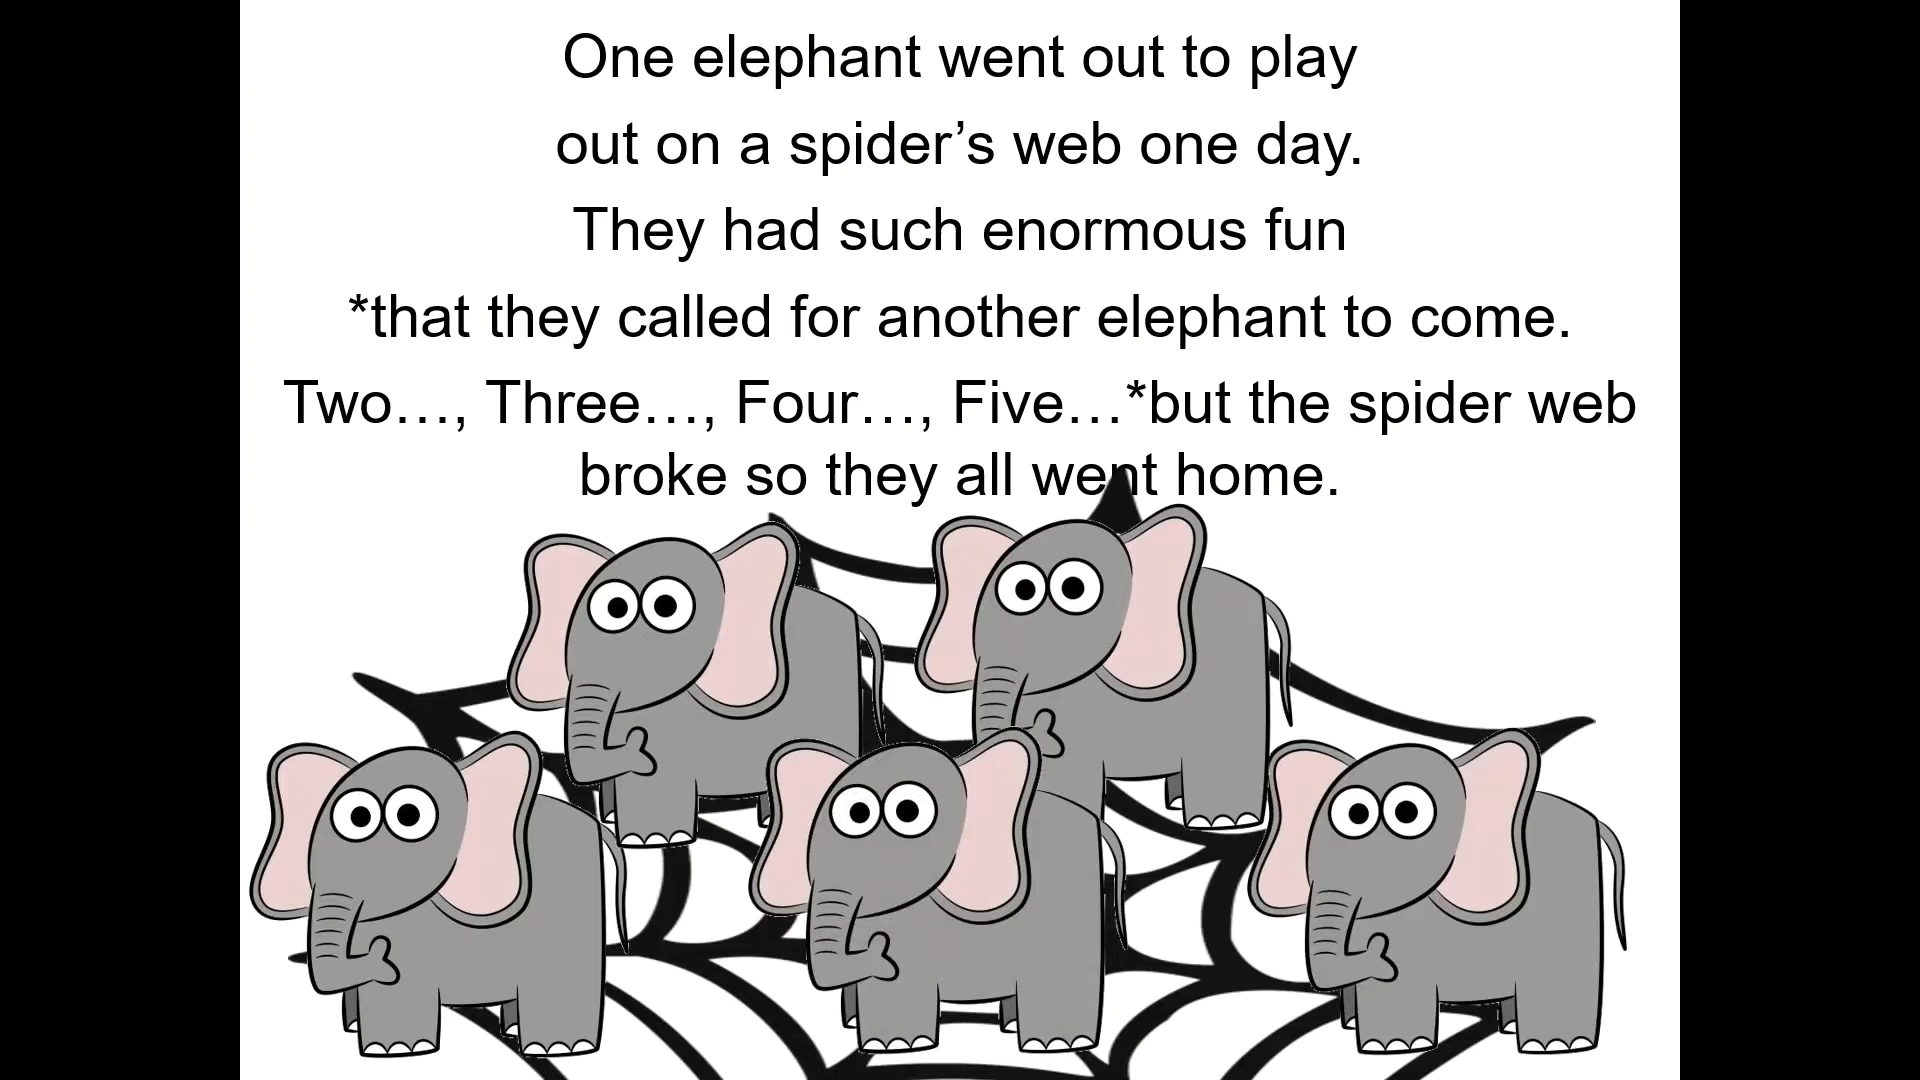 One elephant went out to play
out on a spider’s web one day.
They had such enormous fun
*that they called for another elephant to come.
Two…, Three…, Four…, Five…*but the spider web
broke so they all went home.